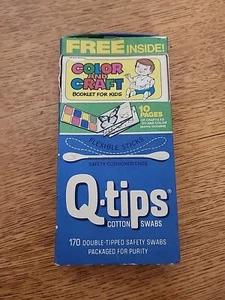 FREE INSIDE!
COLOR
AND
CRAFT
BOOKLET FOR KIDS
10
PAGES
FLEXIBLE STICKS
SAFETY CUSHIONED ENDS
Q·tips®
COTTON SWABS
170 DOUBLE-TIPPED SAFETY SWABS
PACKAGED FOR PURITY